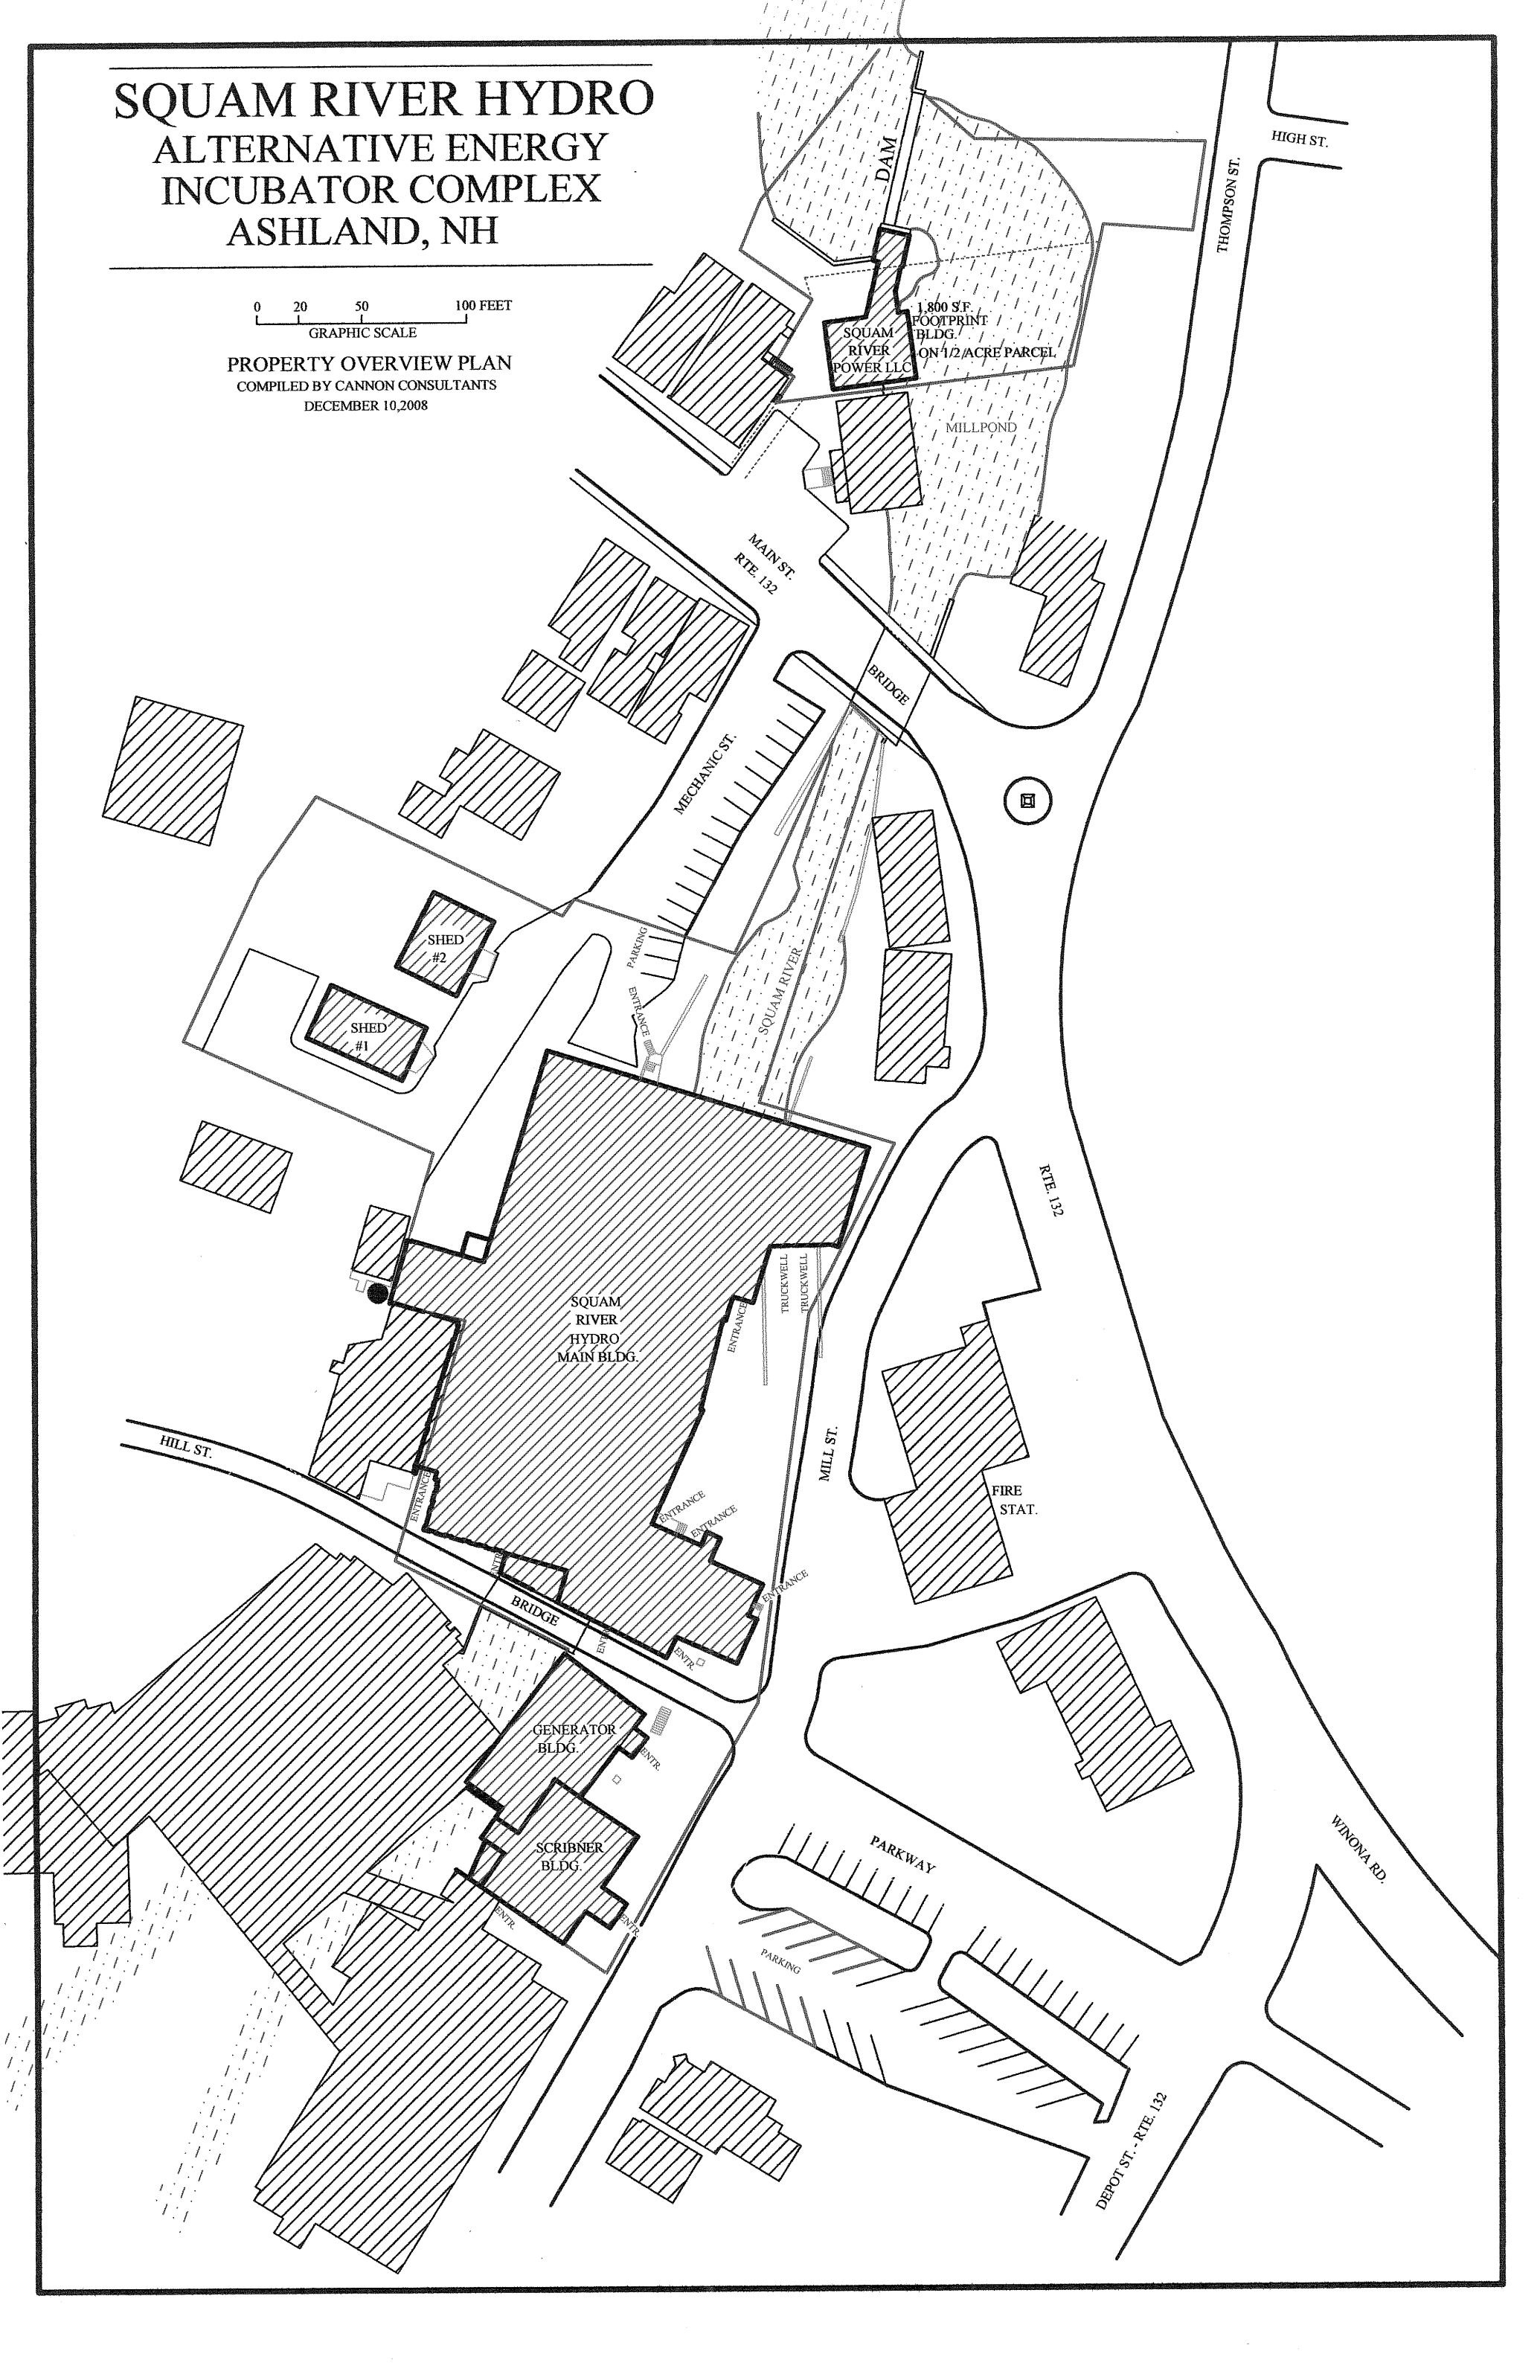 SQUAM RIVER HYDRO
ALTERNATIVE ENERGY
INCUBATOR COMPLEX
ASHLAND, NH
0 20 50 100 FEET
GRAPHIC SCALE
PROPERTY OVERVIEW PLAN
COMPILED BY CANNON CONSULTANTS
DECEMBER 10,2008
DAM
HIGH ST.
THOMPSON ST.
1,800 S.F.
FOOTPRINT
BLDG.
ON 1/2 ACRE PARCEL
SQUAM
RIVER
POWER LLC
MILLPOND
MAIN ST.
RTE. 132
BRIDGE
MECHANIC ST.
SHED
#2
SHED
#1
PARKING
ENTRANCE
SQUAM RIVER
RTE. 132
TRUCKWELL
TRUCKWELL
ENTRANCE
SQUAM
RIVER
HYDRO
MAIN BLDG.
MILL ST.
HILL ST.
ENTRANCE
ENTRANCE
ENTRANCE
FIRE
STAT.
ENTR.
ENTRANCE
BRIDGE
ENTR.
ENTR.
GENERATOR
BLDG.
ENTR.
SCRIBNER
BLDG.
ENTR.
ENTR.
PARKWAY
PARKING
WINONA RD.
DEPOT ST. - RTE. 132